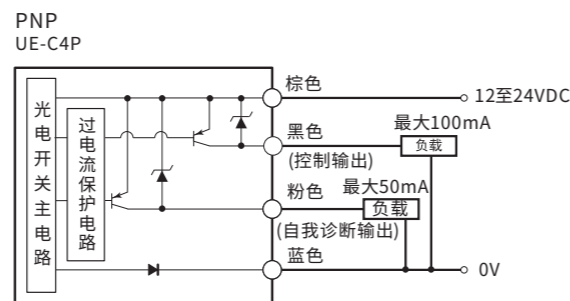 PNP
UE-C4P
光电开关主电路
过电流保护电路
棕色
12至24VDC
黑色
最大100mA
负载
(控制输出)
粉色
最大50mA
负载
(自我诊断输出)
蓝色
0V